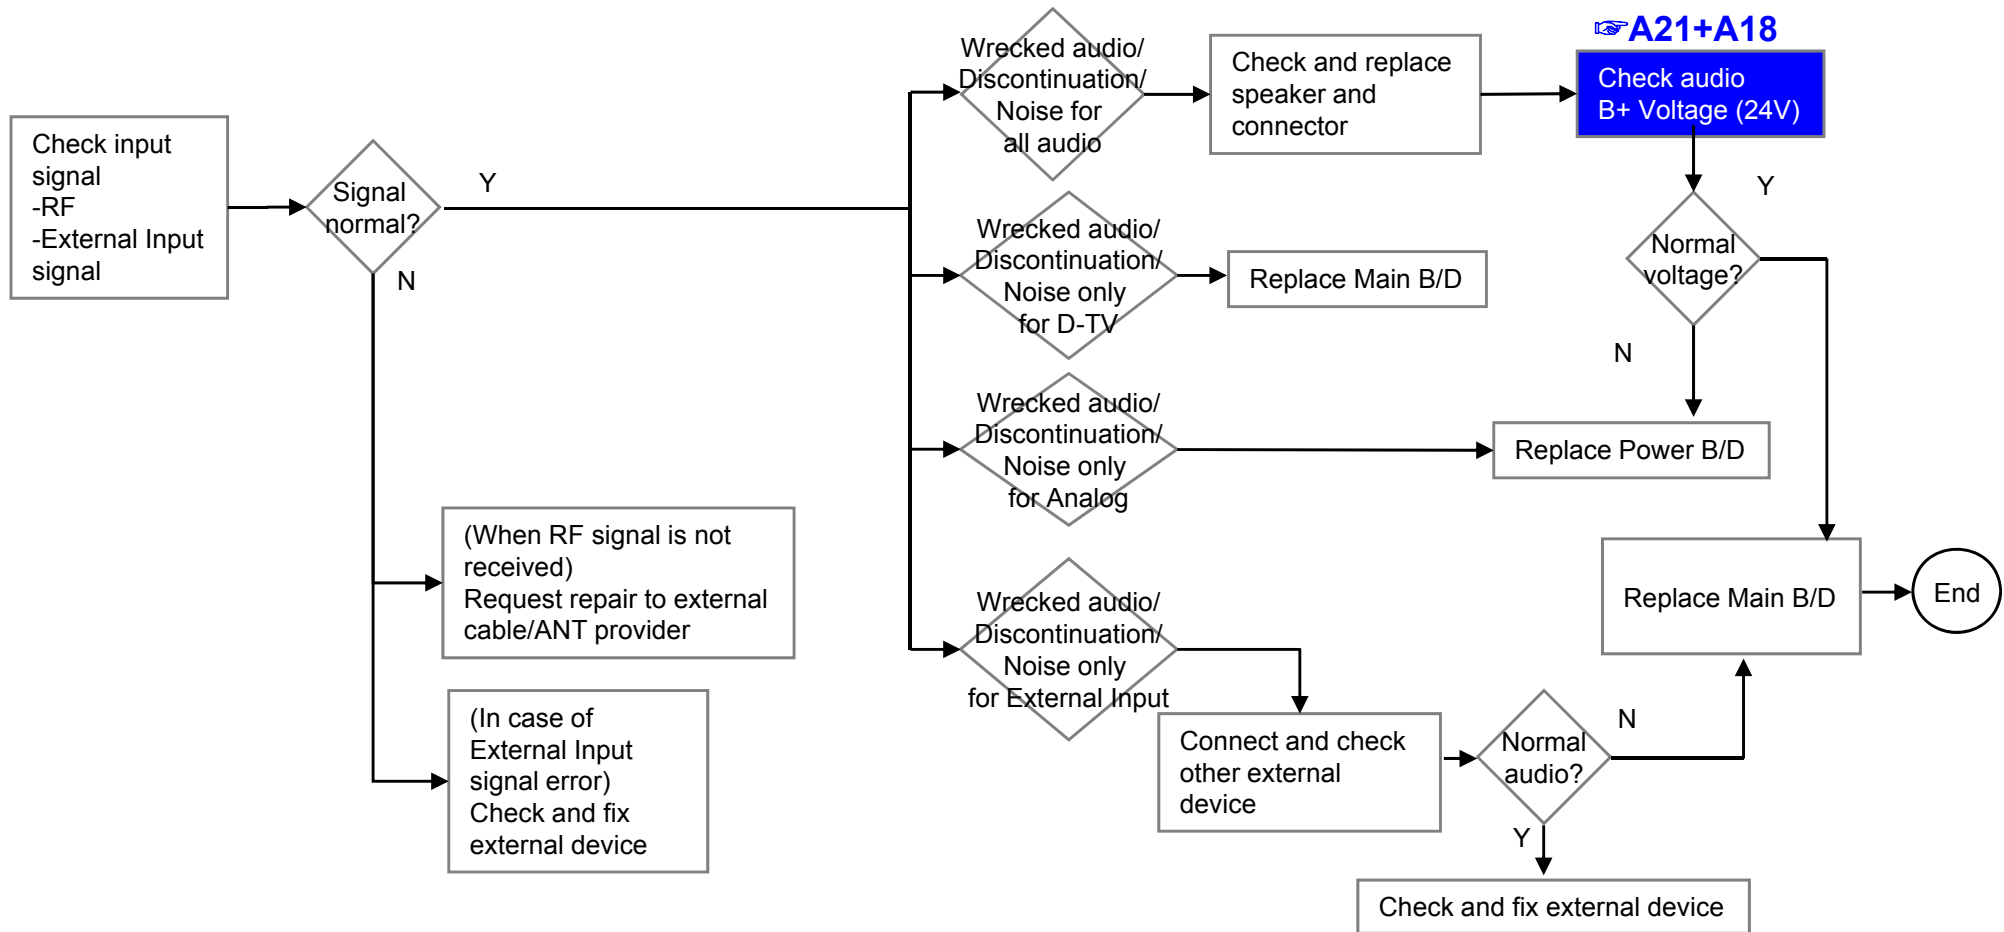 Check input
signal
-RF
-External Input
signal
Signal
normal?
Y
N
(When RF signal is not
received)
Request repair to external
cable/ANT provider
(In case of
External Input
signal error)
Check and fix
external device
Wrecked audio/
Discontinuation/
Noise for
all audio
Check and replace
speaker and
connector
☞A21+A18
Check audio
B+ Voltage (24V)
Normal
voltage?
Y
N
Wrecked audio/
Discontinuation/
Noise only
for D-TV
Replace Main B/D
Wrecked audio/
Discontinuation/
Noise only
for Analog
Replace Power B/D
Wrecked audio/
Discontinuation/
Noise only
for External Input
Connect and check
other external
device
Normal
audio?
N
Y
Replace Main B/D
End
Check and fix external device